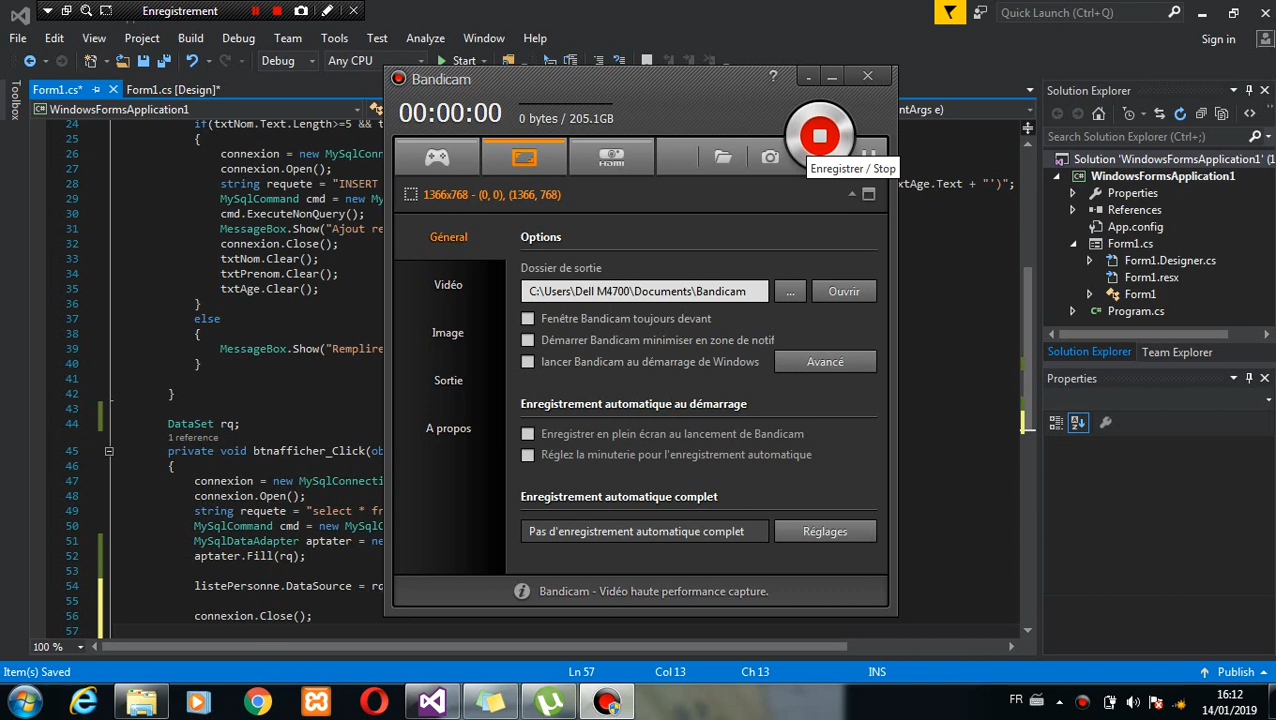 Enregistrement
Quick Launch (Ctrl+Q)
File Edit View Project Build Debug Team Tools Test Analyze Window Help
Sign in
Debug Any CPU Start
Toolbox
Form1.cs* Form1.cs [Design]*
WindowsFormsApplication1
mArgs e)
24 if(txtNom.Text.Length>=5 && t
25 {
26 connexion = new MySqlConnecti
27 connexion.Open();
28 string requete = "INSERT
xtAge.Text + "')";
29 MySqlCommand cmd = new MySqlC
30 cmd.ExecuteNonQuery();
31 MessageBox.Show("Ajout re
32 connexion.Close();
33 txtNom.Clear();
34 txtPrenom.Clear();
35 txtAge.Clear();
36 }
37 else
38 {
39 MessageBox.Show("Remplire
40 }
41
42 }
43
44 DataSet rq;
1 reference
45 private void btnafficher_Click(ob
46 {
47 connexion = new MySqlConnecti
48 connexion.Open();
49 string requete = "select * fr
50 MySqlCommand cmd = new MySqlC
51 MySqlDataAdapter aptater = ne
52 aptater.Fill(rq);
53
54 listePersonne.DataSource = rq
55
56 connexion.Close();
57
100 %
Bandicam
00:00:00 0 bytes / 205.1GB
Enregistrer / Stop
1366x768 - (0, 0), (1366, 768)
Géneral
Vidéo
Image
Sortie
A propos
Options
Dossier de sortie
C:\Users\Dell M4700\Documents\Bandicam ... Ouvrir
Fenêtre Bandicam toujours devant
Démarrer Bandicam minimiser en zone de notif
lancer Bandicam au démarrage de Windows Avancé
Enregistrement automatique au démarrage
Enregistrer en plein écran au lancement de Bandicam
Réglez la minuterie pour l'enregistrement automatique
Enregistrement automatique complet
Pas d'enregistrement automatique complet Réglages
Bandicam - Vidéo haute performance capture.
Solution Explorer
Search Solution Explorer (Ctrl+;)
Solution 'WindowsFormsApplication1' (1
WindowsFormsApplication1
Properties
References
App.config
Form1.cs
Form1.Designer.cs
Form1.resx
Form1
Program.cs
Solution Explorer Team Explorer
Properties
Item(s) Saved Ln 57 Col 13 Ch 13 INS Publish
FR 16:12
14/01/2019